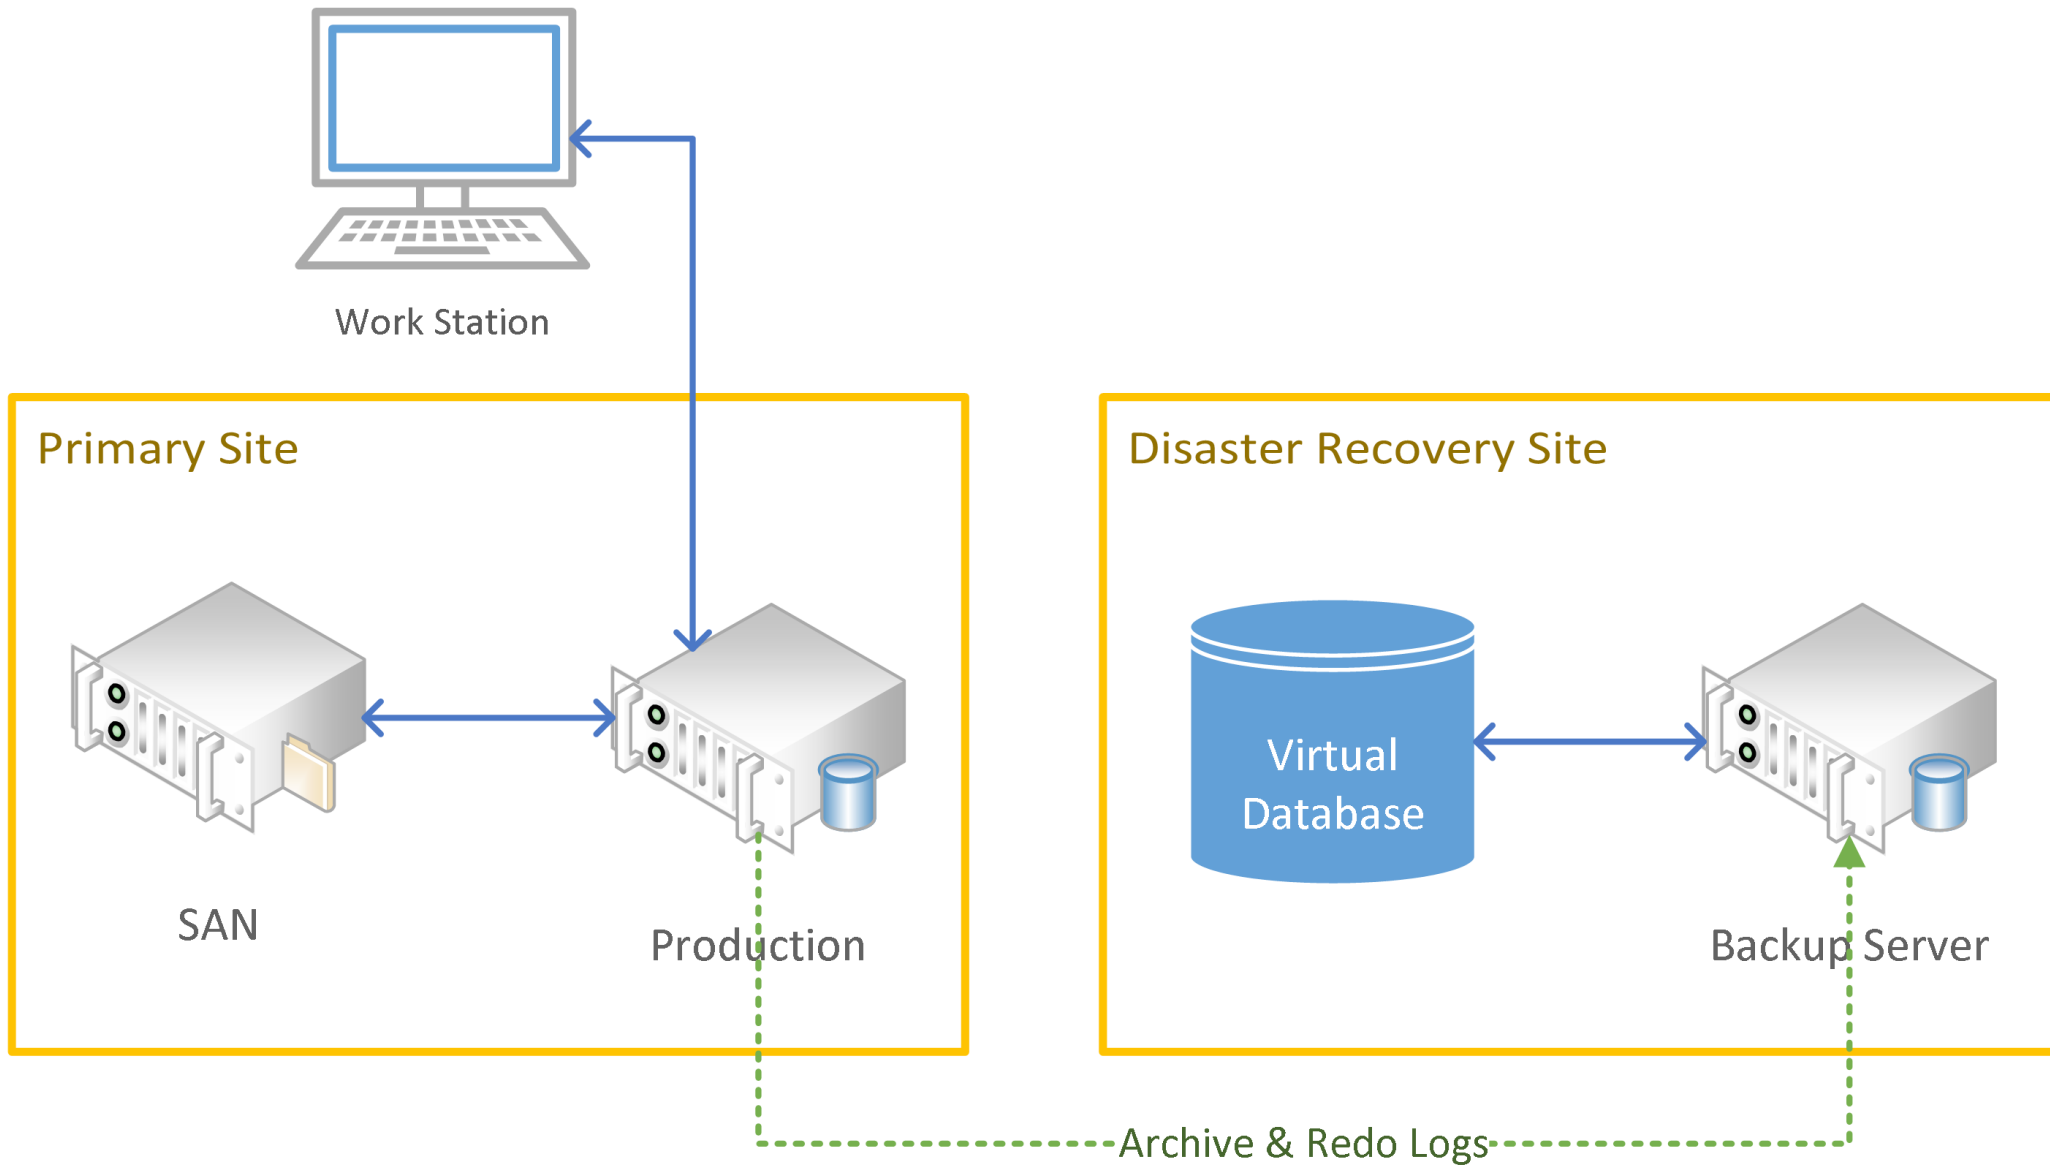 Work Station
Primary Site
Disaster Recovery Site
Virtual
Database
SAN
Production
Backup Server
Archive & Redo Logs